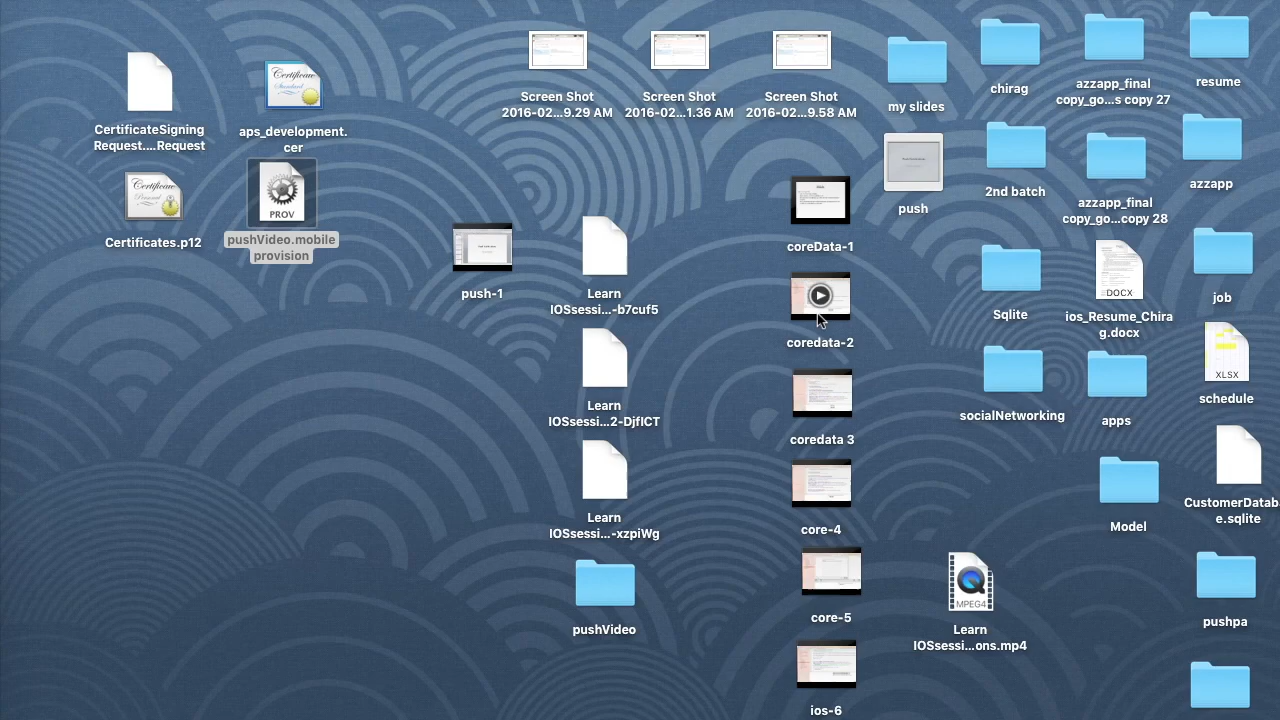 CertificateSigning
Request....Request
aps_development.
cer
Certificates.p12
PROV
pushVideo.mobile
provision
Screen Shot
2016-02...9.29 AM
Screen Shot
2016-02...1.36 AM
Screen Shot
2016-02...9.58 AM
push-1
Learn
IOSsessi...-b7cuf5
Learn
IOSsessi...2-DjfICT
Learn
IOSsessi...-xzpiWg
pushVideo
coreData-1
coredata-2
coredata 3
core-4
core-5
ios-6
my slides
push
chirag
2nd batch
Sqlite
socialNetworking
MPEG4
Learn
IOSsessi...ons.mp4
azzapp_final
copy_go...copy 27
azzapp_final
copy_go...copy 28
DOCX
ios_Resume_Chira
g.docx
apps
Model
resume
azzapp
job
XLSX
schedule
CustomerDatab
e.sqlite
pushp